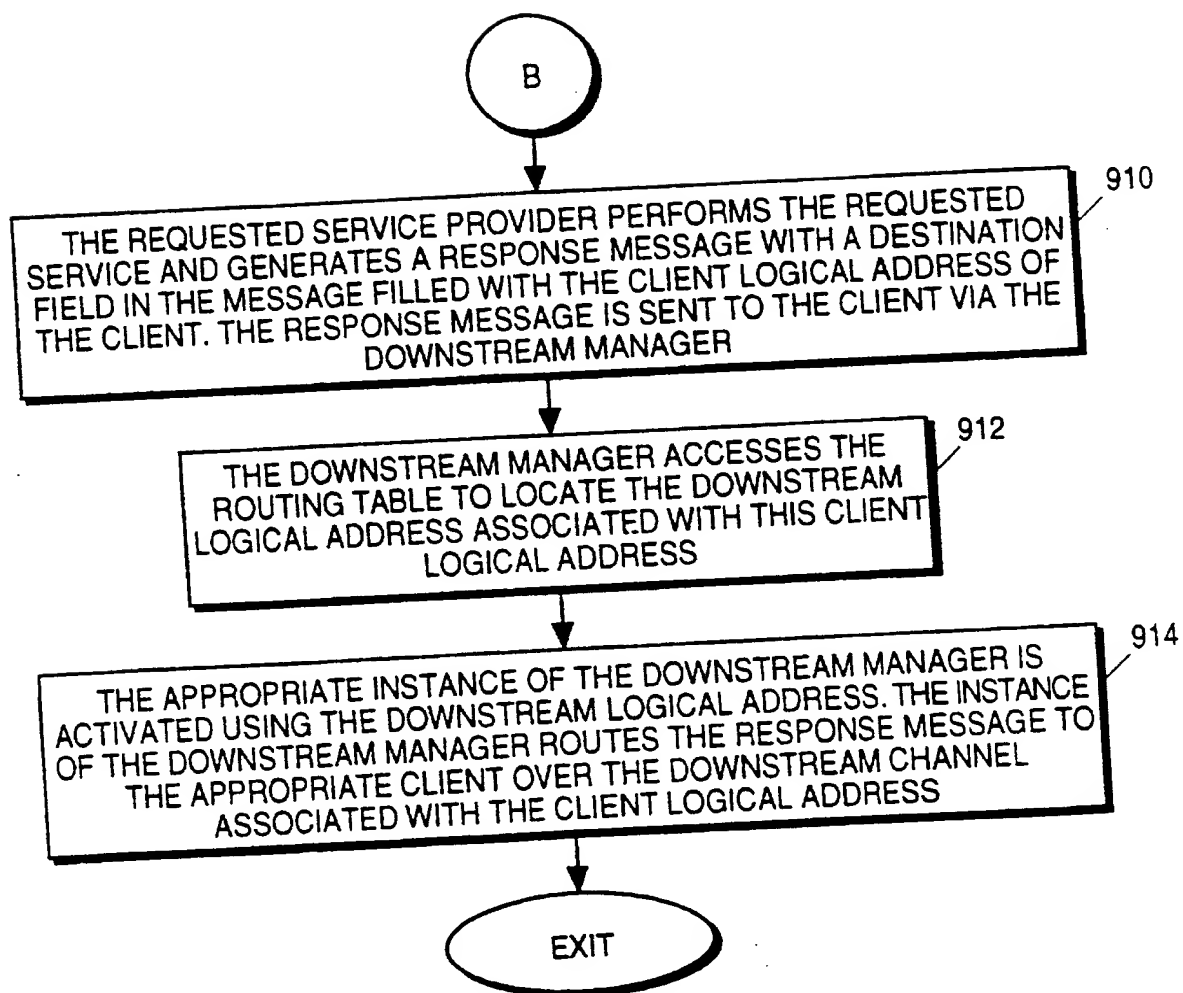 B
910
THE REQUESTED SERVICE PROVIDER PERFORMS THE REQUESTED
SERVICE AND GENERATES A RESPONSE MESSAGE WITH A DESTINATION
FIELD IN THE MESSAGE FILLED WITH THE CLIENT LOGICAL ADDRESS OF
THE CLIENT. THE RESPONSE MESSAGE IS SENT TO THE CLIENT VIA THE
DOWNSTREAM MANAGER
912
THE DOWNSTREAM MANAGER ACCESSES THE
ROUTING TABLE TO LOCATE THE DOWNSTREAM
LOGICAL ADDRESS ASSOCIATED WITH THIS CLIENT
LOGICAL ADDRESS
914
THE APPROPRIATE INSTANCE OF THE DOWNSTREAM MANAGER IS
ACTIVATED USING THE DOWNSTREAM LOGICAL ADDRESS. THE INSTANCE
OF THE DOWNSTREAM MANAGER ROUTES THE RESPONSE MESSAGE TO
THE APPROPRIATE CLIENT OVER THE DOWNSTREAM CHANNEL
ASSOCIATED WITH THE CLIENT LOGICAL ADDRESS
EXIT